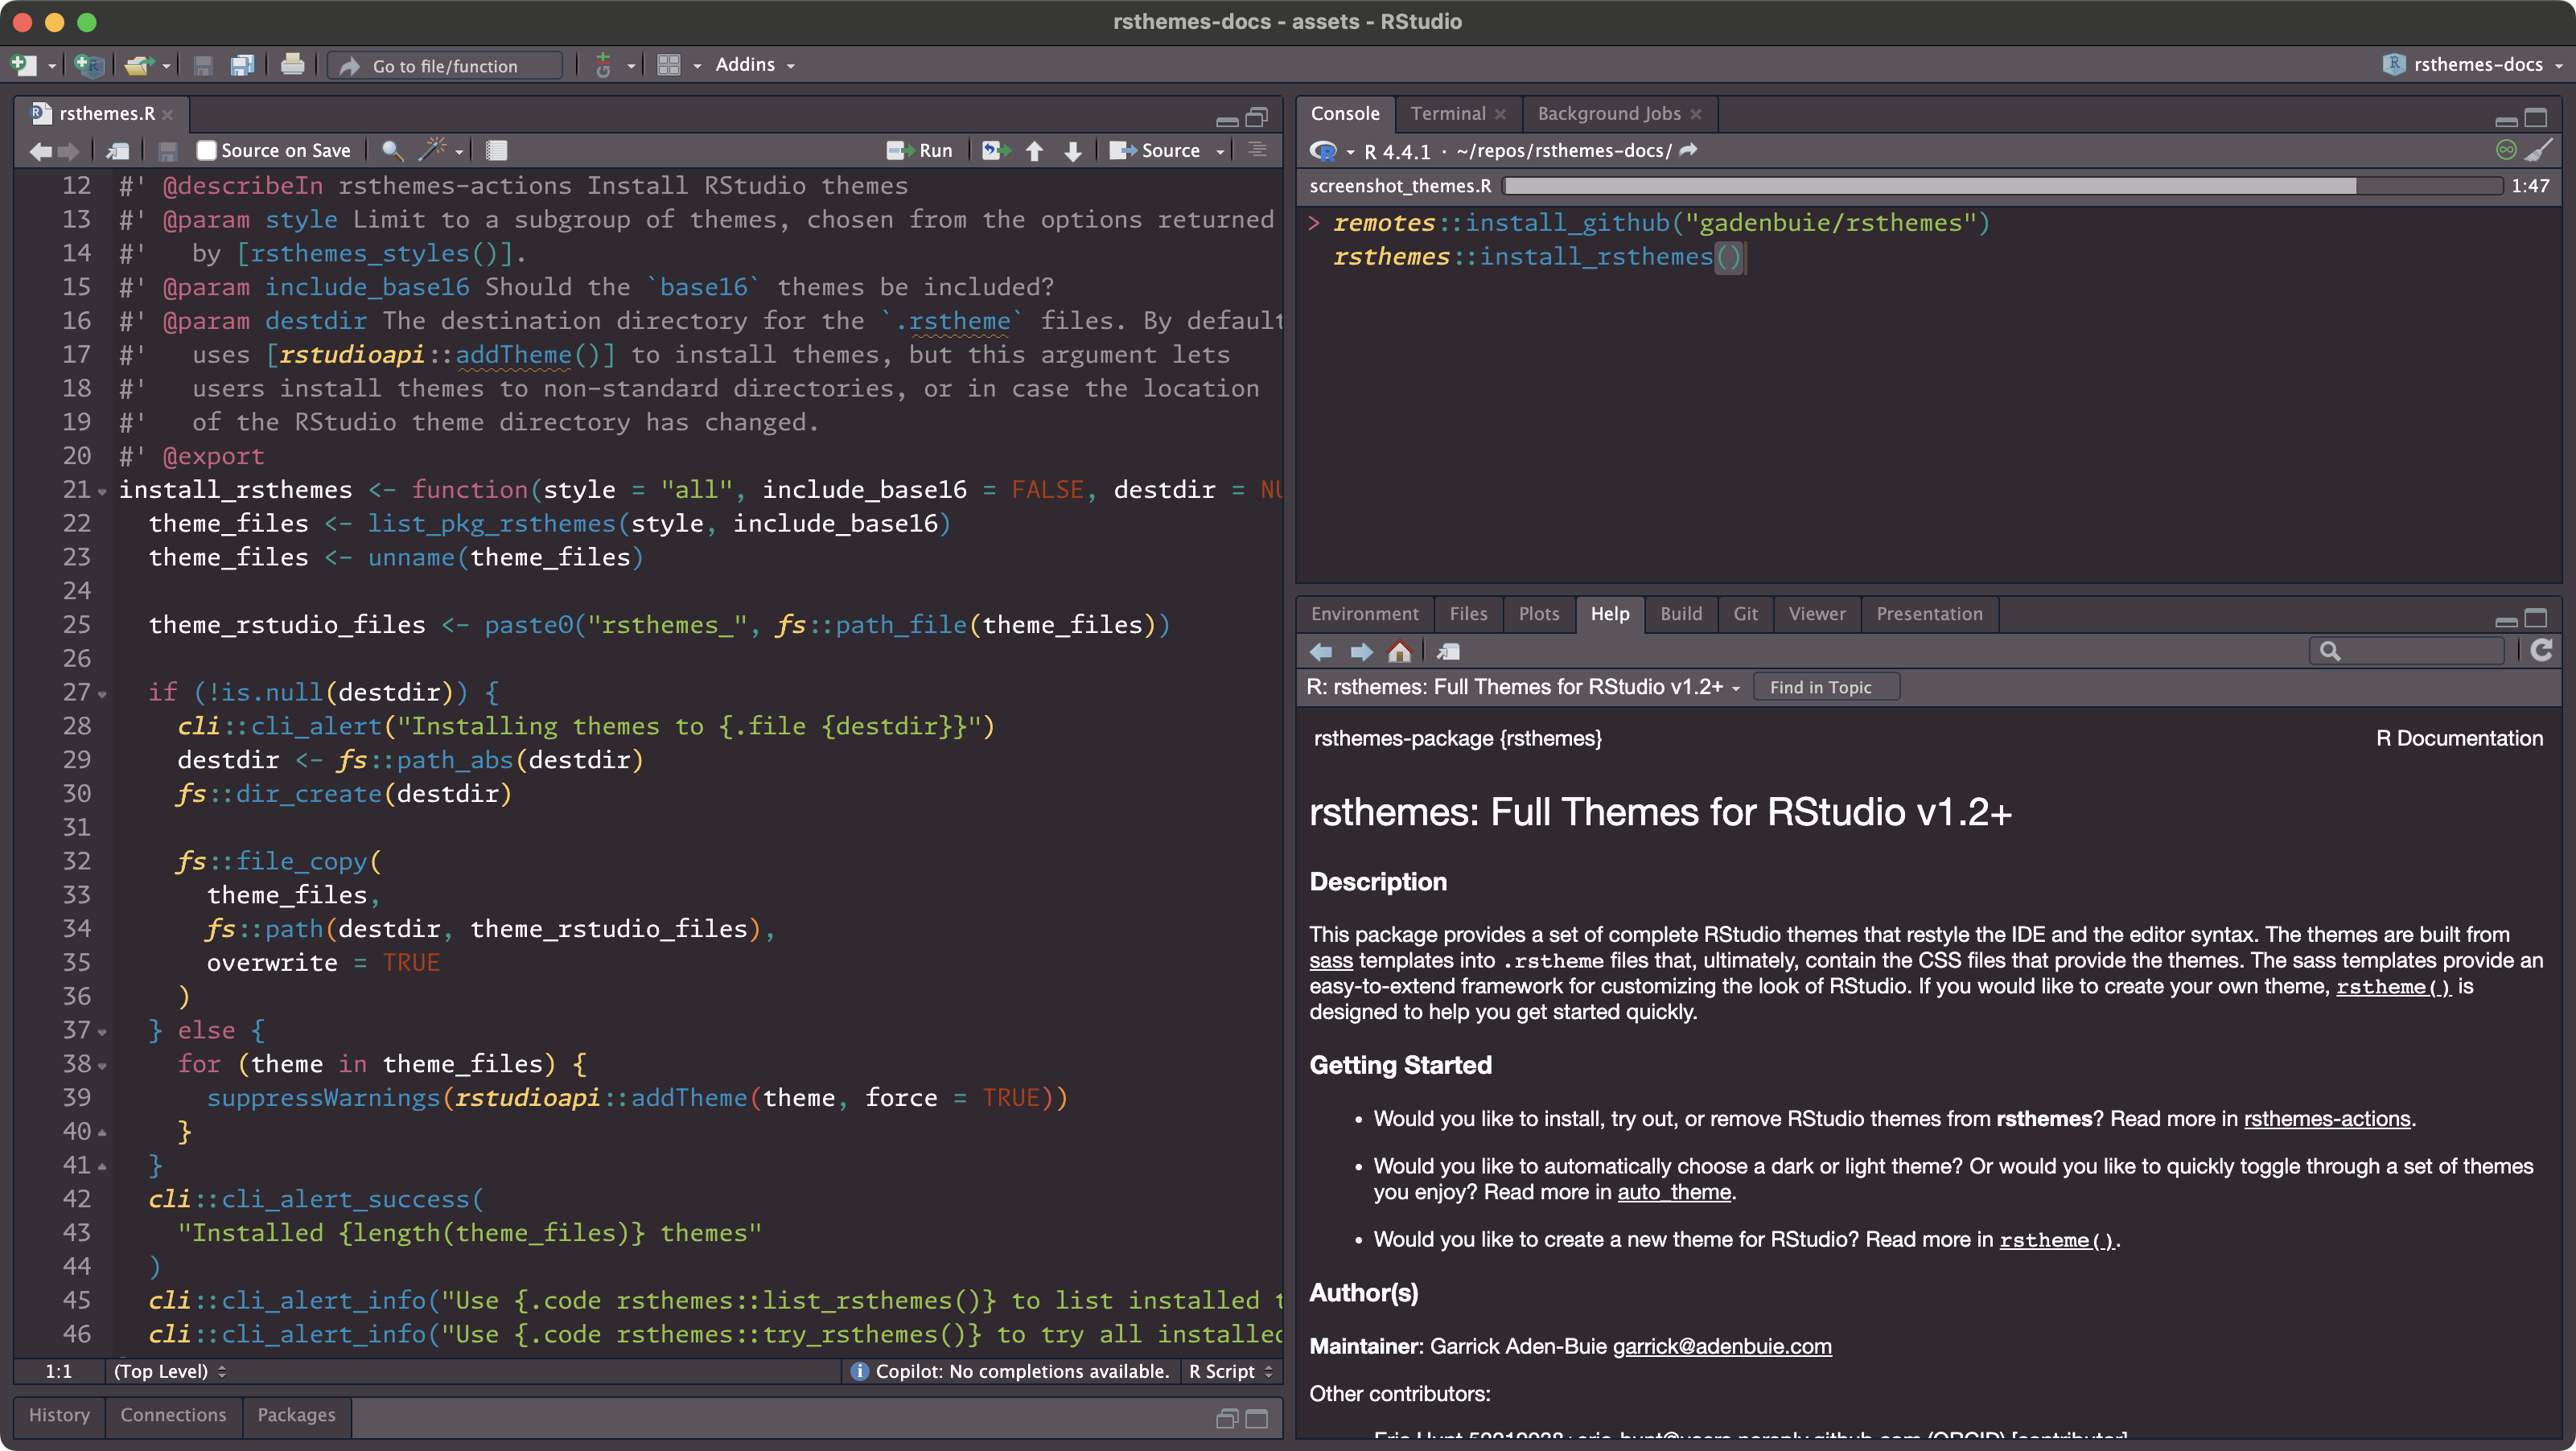 rsthemes-docs - assets - RStudio
Go to file/function
Addins
rsthemes-docs
rsthemes.R
Source on Save
Run
Source
12 #' @describeIn rsthemes-actions Install RStudio themes
13 #' @param style Limit to a subgroup of themes, chosen from the options returned
14 #'   by [rsthemes_styles()].
15 #' @param include_base16 Should the `base16` themes be included?
16 #' @param destdir The destination directory for the `.rstheme` files. By default
17 #'   uses [rstudioapi::addTheme()] to install themes, but this argument lets
18 #'   users install themes to non-standard directories, or in case the location
19 #'   of the RStudio theme directory has changed.
20 #' @export
21 install_rsthemes <- function(style = "all", include_base16 = FALSE, destdir = NU
22   theme_files <- list_pkg_rsthemes(style, include_base16)
23   theme_files <- unname(theme_files)
24
25   theme_rstudio_files <- paste0("rsthemes_", fs::path_file(theme_files))
26
27   if (!is.null(destdir)) {
28     cli::cli_alert("Installing themes to {.file {destdir}}")
29     destdir <- fs::path_abs(destdir)
30     fs::dir_create(destdir)
31
32     fs::file_copy(
33       theme_files,
34       fs::path(destdir, theme_rstudio_files),
35       overwrite = TRUE
36     )
37   } else {
38     for (theme in theme_files) {
39       suppressWarnings(rstudioapi::addTheme(theme, force = TRUE))
40     }
41   }
42   cli::cli_alert_success(
43     "Installed {length(theme_files)} themes"
44   )
45   cli::cli_alert_info("Use {.code rsthemes::list_rsthemes()} to list installed t
46   cli::cli_alert_info("Use {.code rsthemes::try_rsthemes()} to try all installed
1:1 (Top Level) Copilot: No completions available. R Script
History Connections Packages
Console Terminal Background Jobs
R 4.4.1 · ~/repos/rsthemes-docs/
screenshot_themes.R 1:47
> remotes::install_github("gadenbuie/rsthemes")
rsthemes::install_rsthemes()
Environment Files Plots Help Build Git Viewer Presentation
R: rsthemes: Full Themes for RStudio v1.2+ Find in Topic
rsthemes-package {rsthemes} R Documentation
rsthemes: Full Themes for RStudio v1.2+
Description
This package provides a set of complete RStudio themes that restyle the IDE and the editor syntax. The themes are built from
sass templates into .rstheme files that, ultimately, contain the CSS files that provide the themes. The sass templates provide an
easy-to-extend framework for customizing the look of RStudio. If you would like to create your own theme, rstheme() is
designed to help you get started quickly.
Getting Started
• Would you like to install, try out, or remove RStudio themes from rsthemes? Read more in rsthemes-actions.
• Would you like to automatically choose a dark or light theme? Or would you like to quickly toggle through a set of themes
you enjoy? Read more in auto_theme.
• Would you like to create a new theme for RStudio? Read more in rstheme().
Author(s)
Maintainer: Garrick Aden-Buie garrick@adenbuie.com
Other contributors: